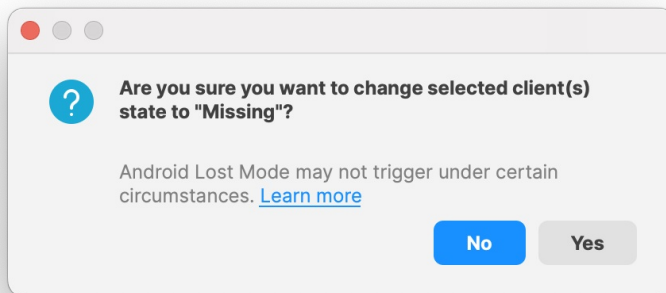 Are you sure you want to change selected client(s)
state to "Missing"?
Android Lost Mode may not trigger under certain
circumstances. Learn more
No
Yes